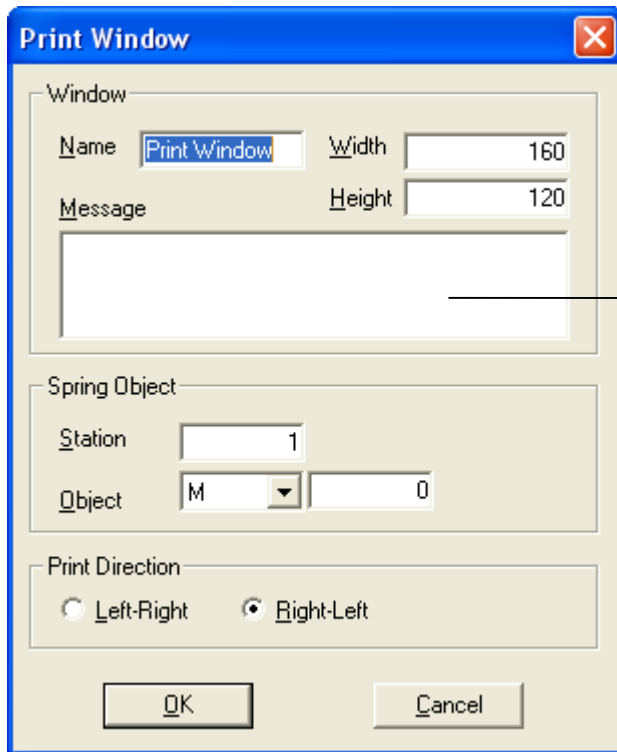 Print Window
Window
Name Print Window Width 160
Message Height 120
Spring Object
Station 1
Object M 0
Print Direction
Left-Right Right-Left
OK Cancel